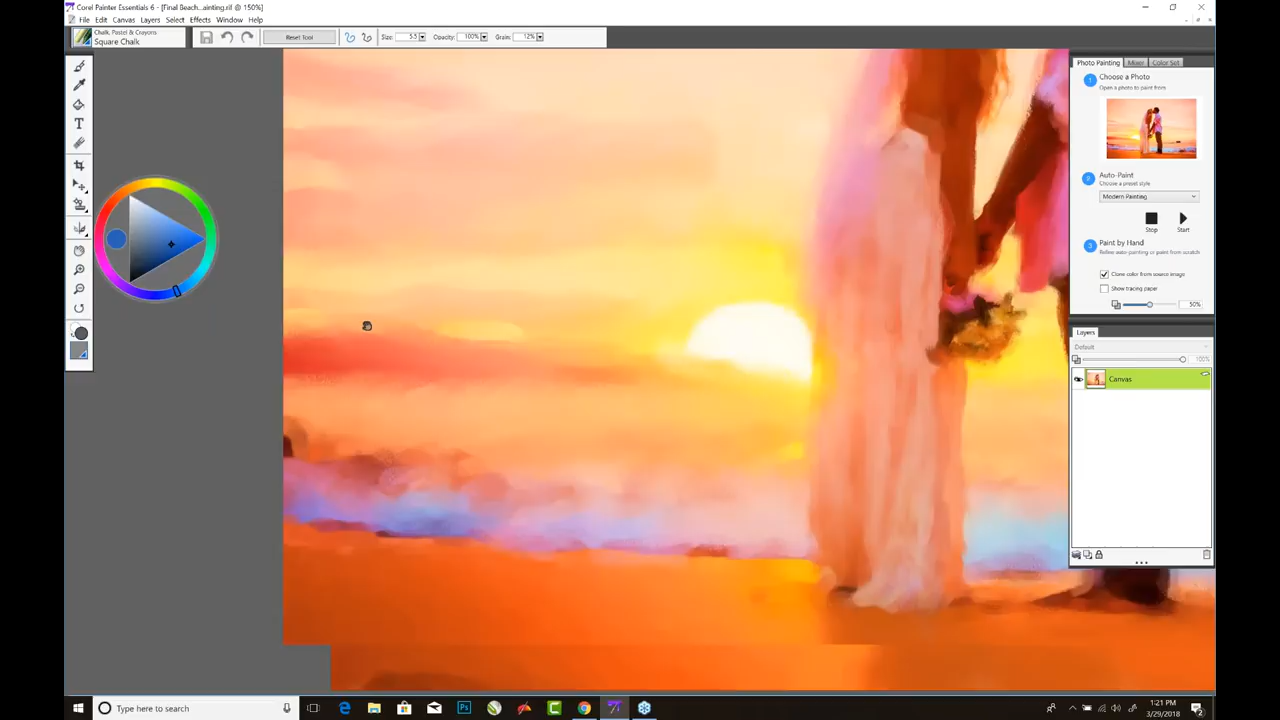 Corel Painter Essentials 6 - [Final Beach...ainting.rif @ 150%]
File Edit Canvas Layers Select Effects Window Help
Chalk, Pastel & Crayons
Square Chalk
Reset Tool
Size: 5.5
Opacity: 100%
Grain: 12%
Photo Painting Mixer Color Set
1 Choose a Photo
Open a photo to paint from
2 Auto-Paint
Choose a preset style
Modern Painting
Stop Start
3 Paint by Hand
Refine auto-painting or paint from scratch
Clone color from source image
Show tracing paper
50%
Layers
Default
100%
Canvas
Type here to search
Ps
1:21 PM
3/29/2018
2